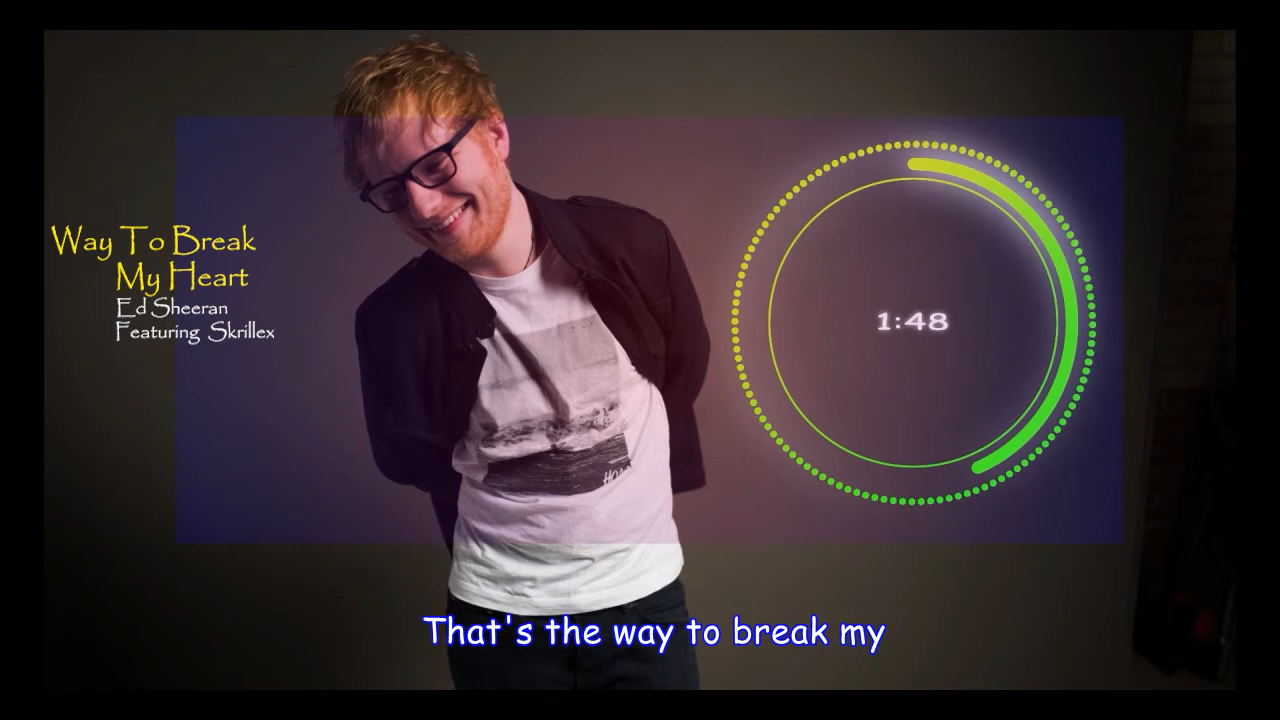 Way To Break
My Heart
Ed Sheeran
Featuring Skrillex
1:48
That's the way to break my